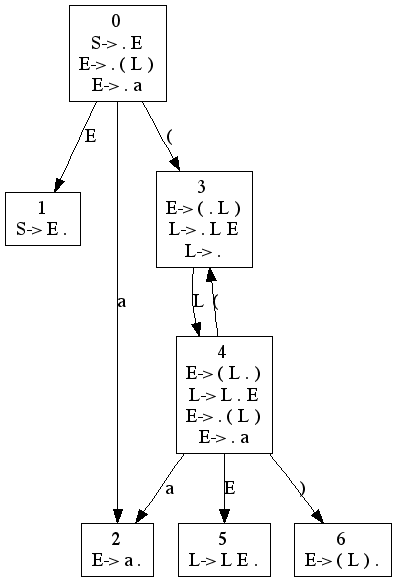 0
S->. E
E->. ( L )
E->. a
E
(
1
S-> E .
3
E->( . L )
L->. L E
L->.
a
L
(
4
E->( L . )
L->L . E
E->. ( L )
E->. a
a
E
)
2
E->a .
5
L->L E .
6
E->( L ) .